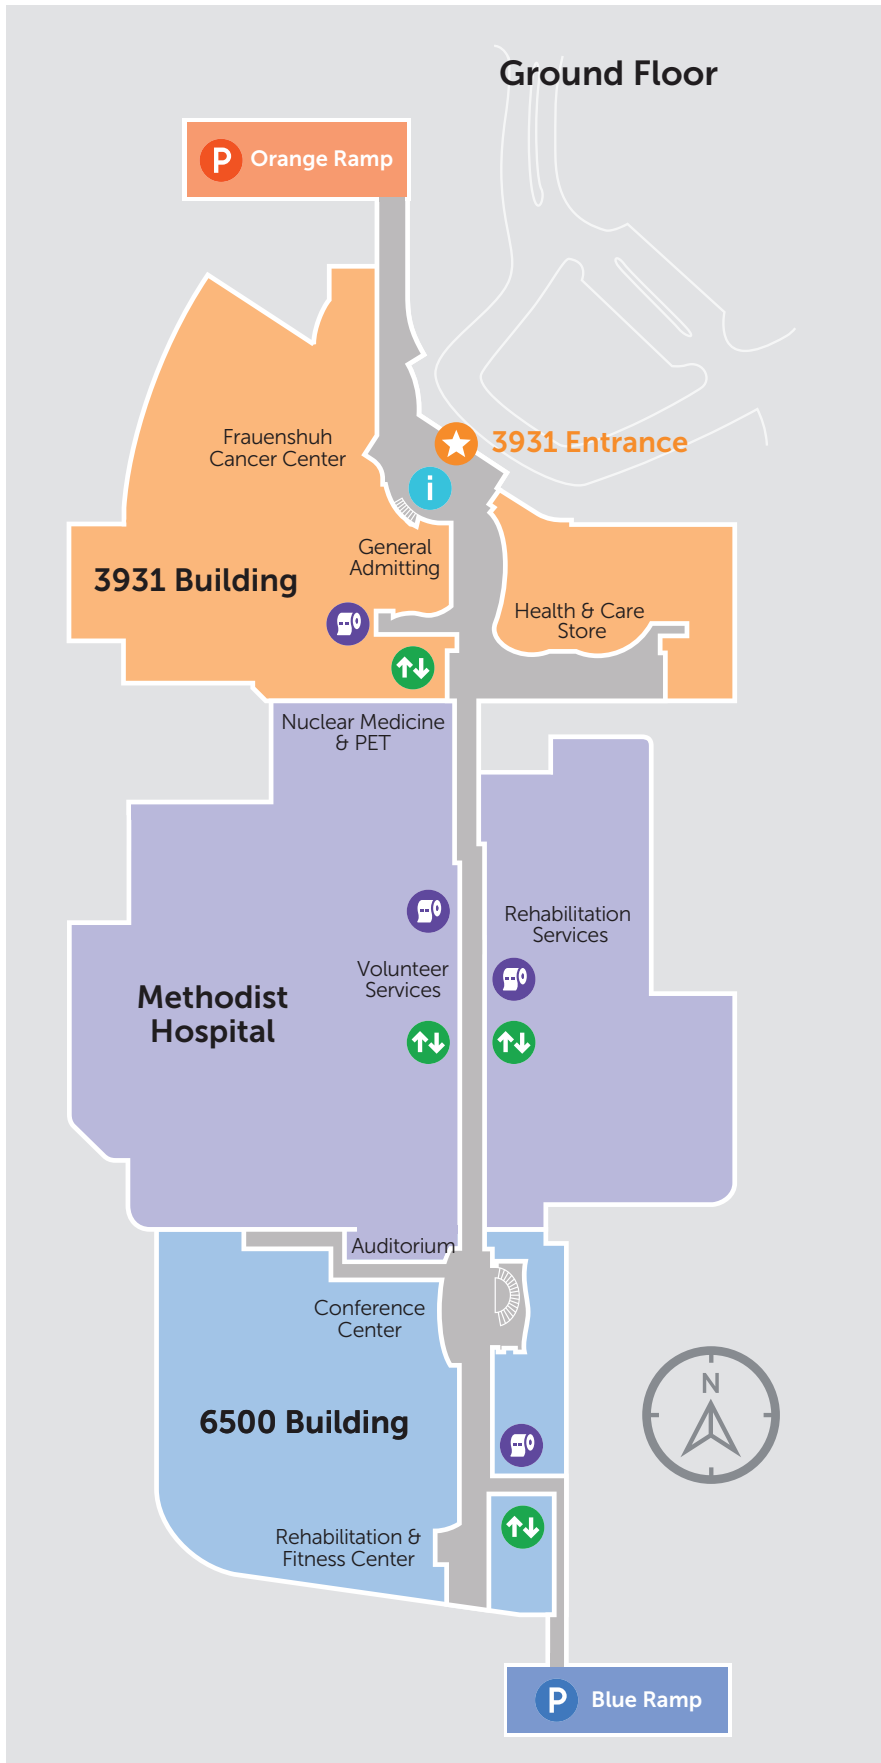 Ground Floor
P Orange Ramp
3931 Entrance
i
Frauenshuh
Cancer Center
General
Admitting
3931 Building
Health & Care
Store
Nuclear Medicine
& PET
Rehabilitation
Services
Volunteer
Services
Methodist
Hospital
Auditorium
Conference
Center
N
6500 Building
Rehabilitation &
Fitness Center
P Blue Ramp